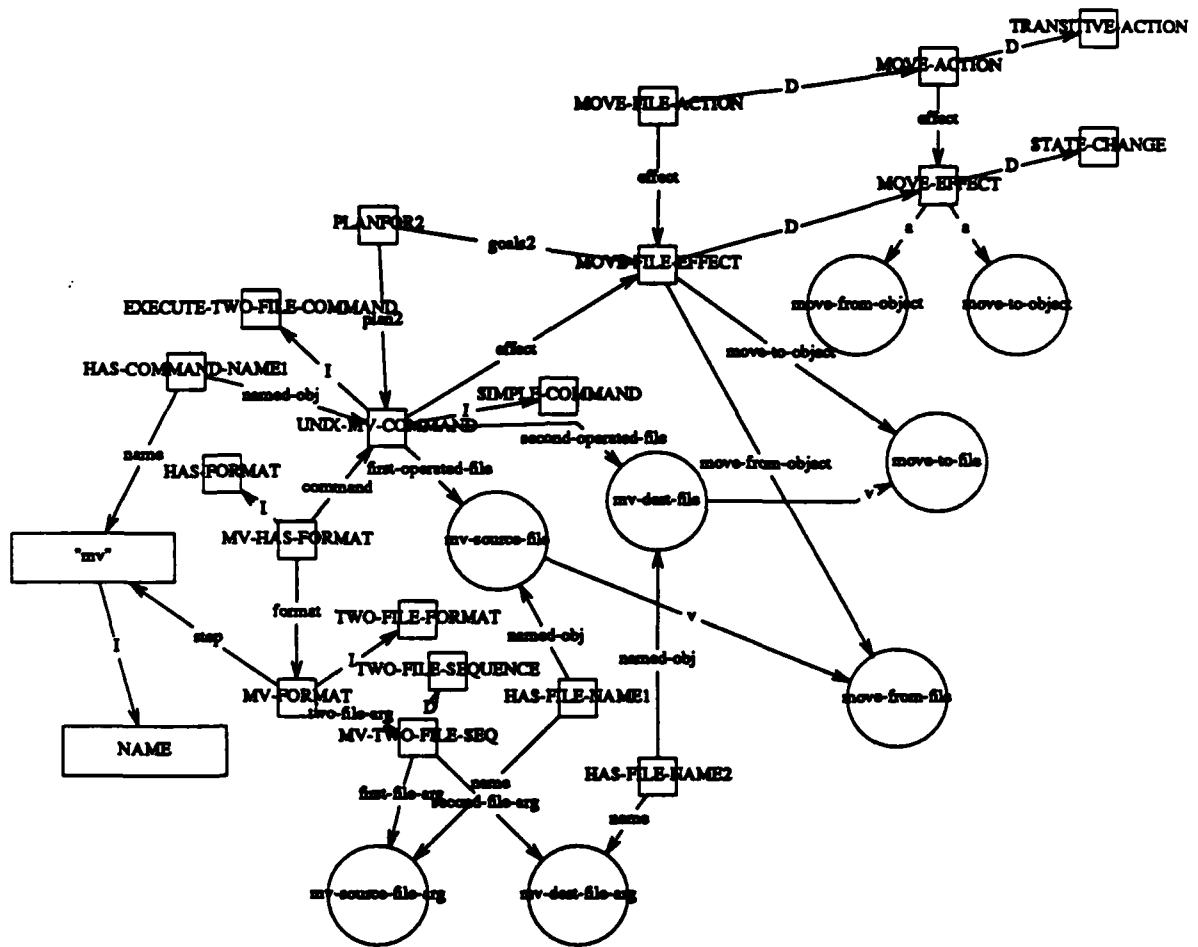 TRANSITIVE-ACTION
D
MOVE-ACTION
D
MOVE-FILE-ACTION
effect
STATE-CHANGE
D
effect
MOVE-EFFECT
PLANFOR2
D
a
a
goals2
MOVE-FILE-EFFECT
move-from-object
move-to-object
EXECUTE-TWO-FILE-COMMAND
plan2
effect
move-to-object
HAS-COMMAND-NAME1
I
named-obj
SIMPLE-COMMAND
I
UNIX-MV-COMMAND
second-operated-file
name
first-operated-file
move-from-object
move-to-file
HAS-FORMAT
command
mv-dest-file
v
I
MV-HAS-FORMAT
mv-source-file
"mv"
format
TWO-FILE-FORMAT
v
step
named-obj
I
I
named-obj
TWO-FILE-SEQUENCE
MV-FORMAT
HAS-FILE-NAME1
move-from-file
D
two-file-arg
MV-TWO-FILE-SEQ
NAME
HAS-FILE-NAME2
name
first-file-arg
second-file-arg
name
mv-source-file-arg
mv-dest-file-arg